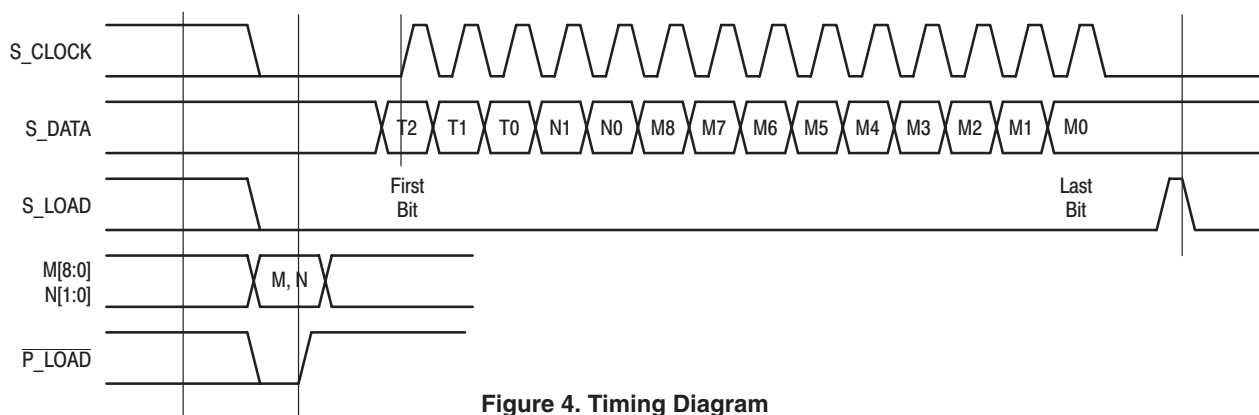 S_CLOCK
S_DATA
T2 T1 T0 N1 N0 M8 M7 M6 M5 M4 M3 M2 M1 M0
First
Bit
Last
Bit
S_LOAD
M[8:0]
N[1:0]
M, N
P_LOAD
Figure 4. Timing Diagram